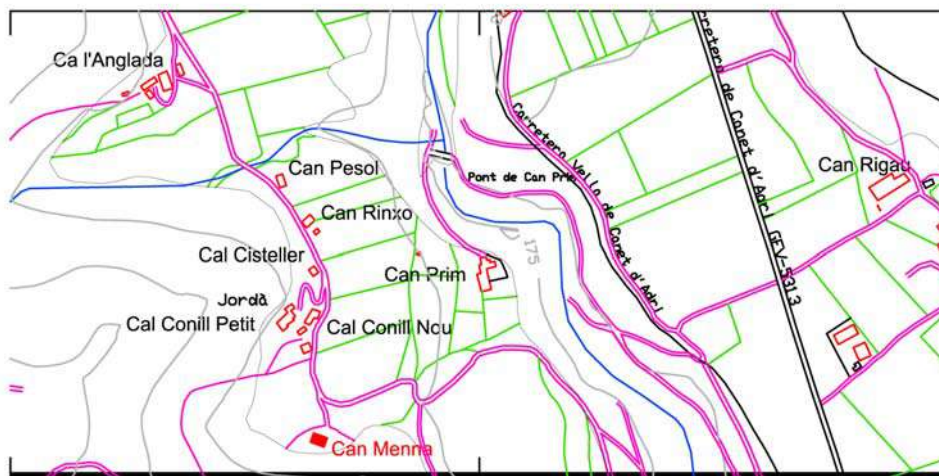 Ca l'Anglada
Can Pesol
Can Rinxo
Cal Cisteller
Jordà
Cal Conill Petit
Cal Conill Nou
Can Menna
Can Prim
Pont de Can Prim
175
Carretera Vella de Canet d'Adri
Carretera de Canet d'Adri GEV-5313
Can Rigau